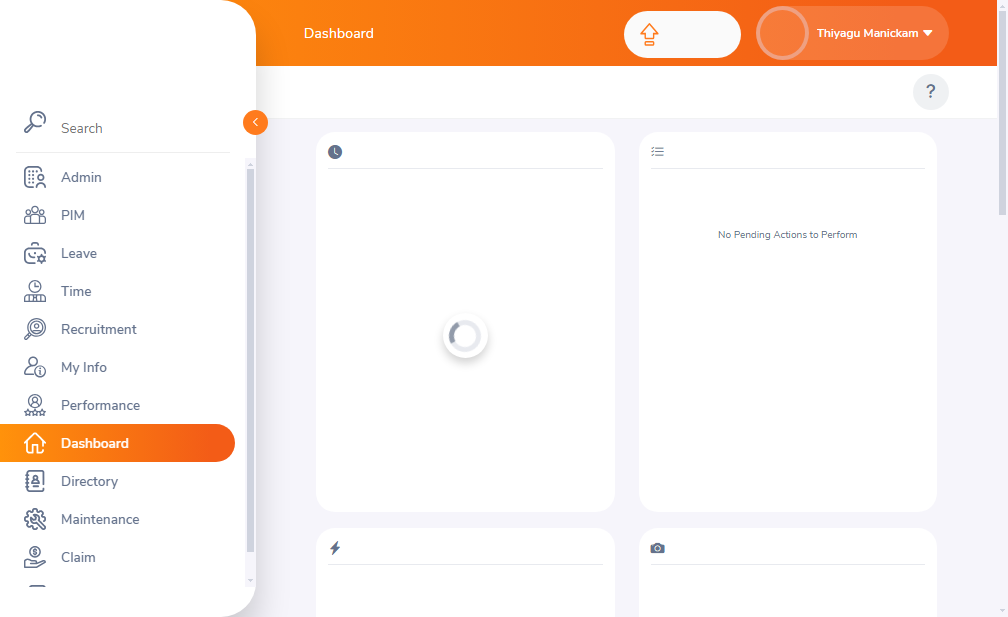 Dashboard
Thiyagu Manickam
?
Search
Admin
PIM
Leave
Time
Recruitment
My Info
Performance
Dashboard
Directory
Maintenance
Claim
No Pending Actions to Perform